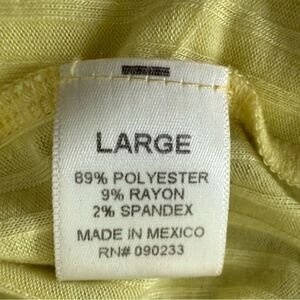 LARGE
89% POLYESTER
9% RAYON
2% SPANDEX
MADE IN MEXICO
RN# 090233